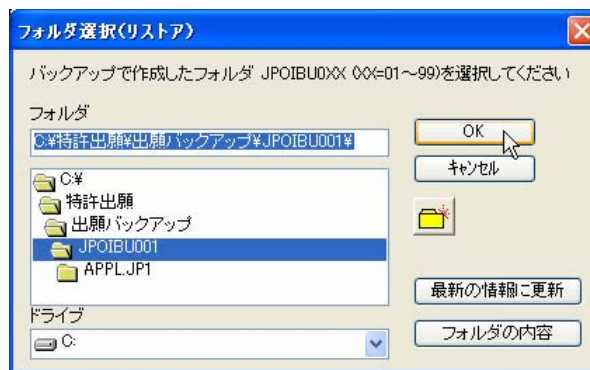 フォルダ選択(リストア)
バックアップで作成したフォルダ JPOIBU0XX (XX=01～99)を選択してください
フォルダ
C:¥特許出願¥出願バックアップ¥JPOIBU001¥
OK
キャンセル
C:¥
特許出願
出願バックアップ
JPOIBU001
APPL.JP1
最新の情報に更新
ドライブ
C:
フォルダの内容